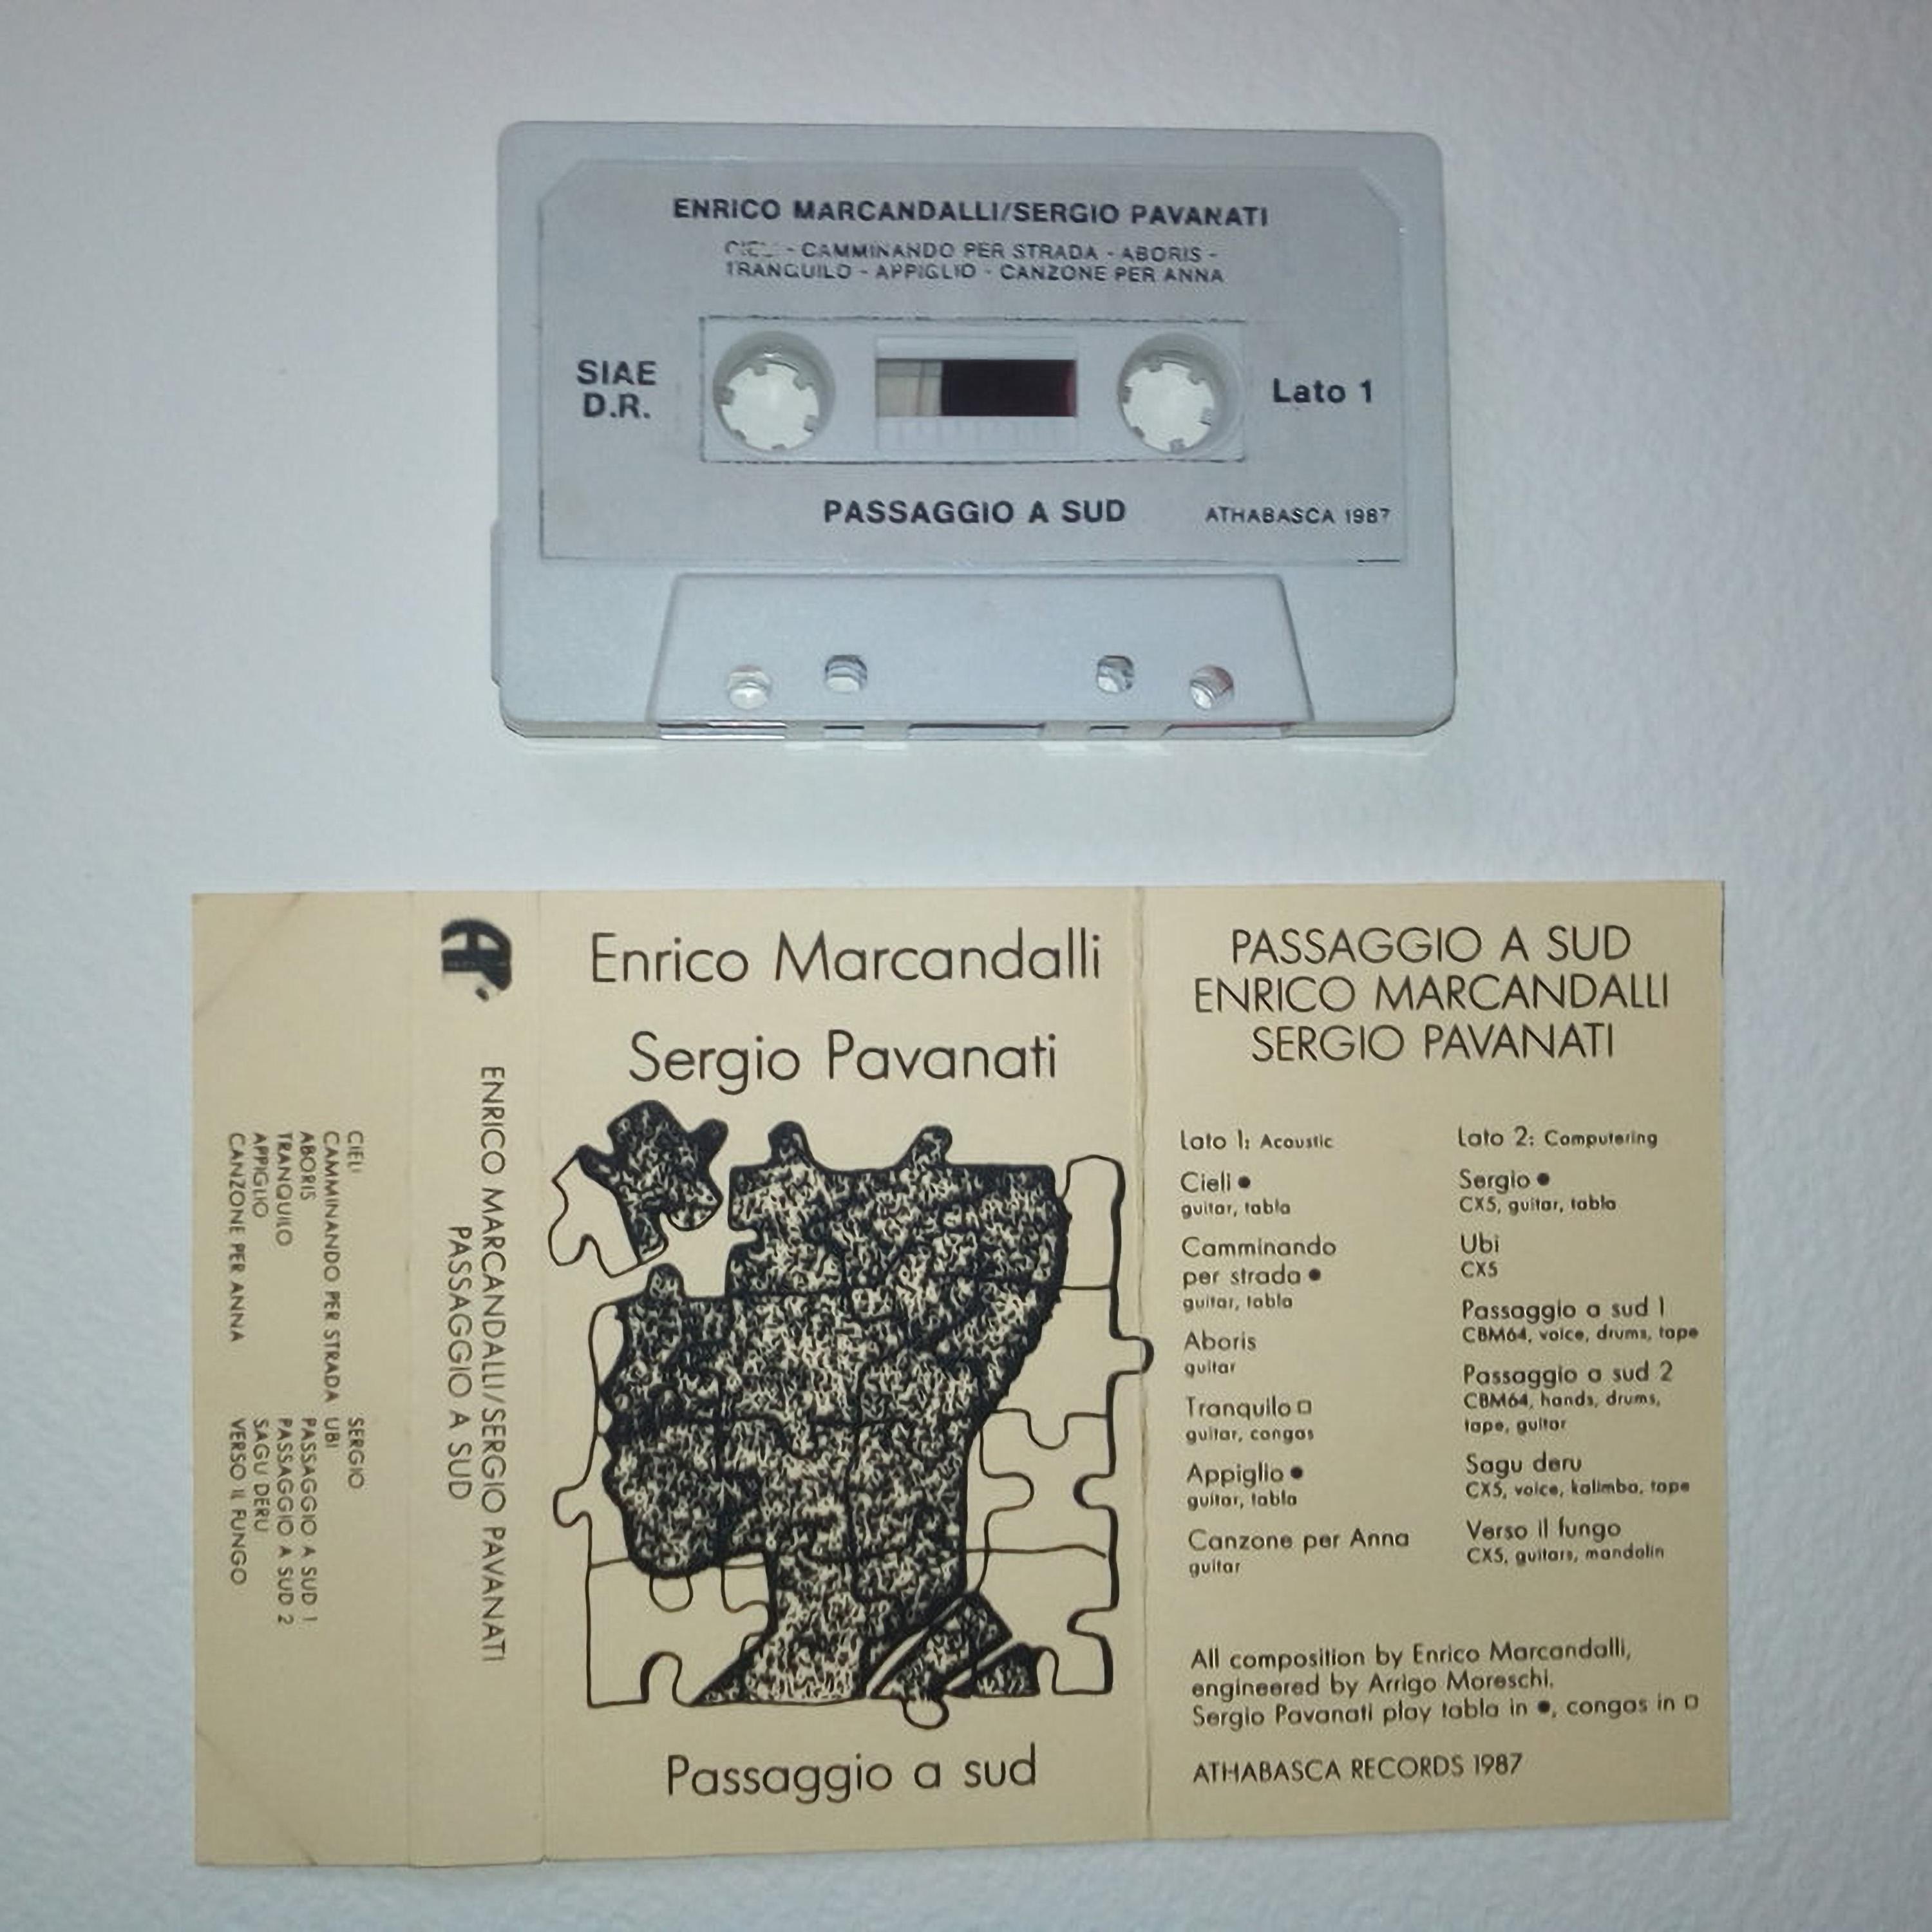 ENRICO MARCANDALLI/SERGIO PAVANATI
CIELI - CAMMINANDO PER STRADA - ABORIS -
TRANQUILO - APPIGLIO - CANZONE PER ANNA
SIAE
D.R.
Lato 1
PASSAGGIO A SUD
ATHABASCA 1987
CIELI
CAMMINANDO PER STRADA
ABORIS
TRANQUILO
APPIGLIO
CANZONE PER ANNA
SERGIO
UBI
PASSAGGIO A SUD 1
PASSAGGIO A SUD 2
SAGU DERU
VERSO IL FUNGO
AR.
ENRICO MARCANDALLI/SERGIO PAVANATI
PASSAGGIO A SUD
Enrico Marcandalli
Sergio Pavanati
Passaggio a sud
PASSAGGIO A SUD
ENRICO MARCANDALLI
SERGIO PAVANATI
Lato 1: Acoustic
Cieli ●
guitar, tabla
Camminando
per strada ●
guitar, tabla
Aboris
guitar
Tranquilo □
guitar, congas
Appiglio ●
guitar, tabla
Canzone per Anna
guitar
Lato 2: Computering
Sergio ●
CX5, guitar, tabla
Ubi
CX5
Passaggio a sud 1
CBM64, voice, drums, tape
Passaggio a sud 2
CBM64, hands, drums,
tape, guitar
Sagu deru
CX5, voice, kalimba, tape
Verso il fungo
CX5, guitars, mandolin
All composition by Enrico Marcandalli,
engineered by Arrigo Moreschi.
Sergio Pavanati play tabla in ●, congas in □
ATHABASCA RECORDS 1987